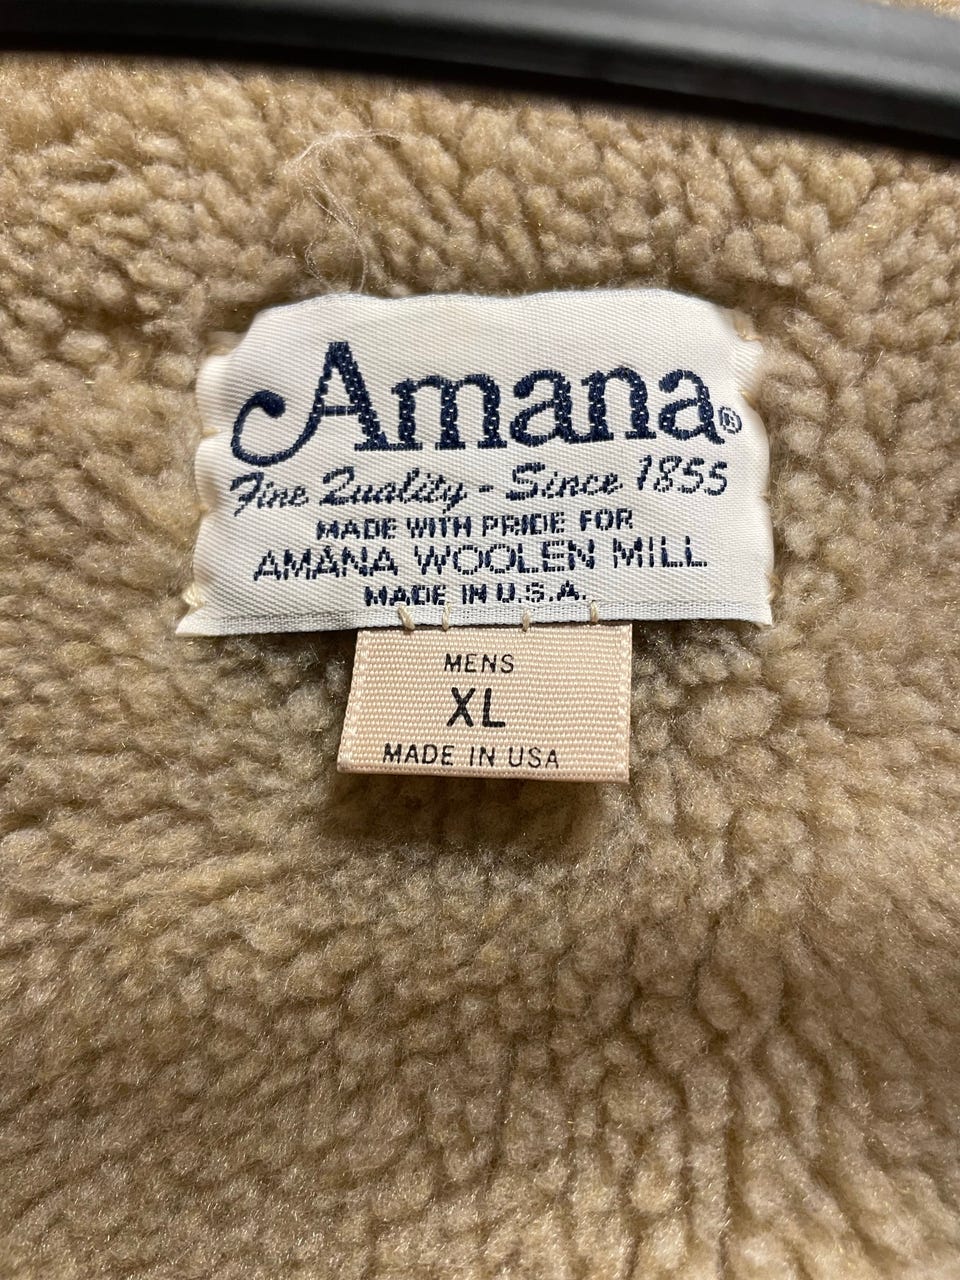 Amana®
Fine Quality - Since 1855
MADE WITH PRIDE FOR
AMANA WOOLEN MILL
MADE IN U.S.A.
MENS
XL
MADE IN USA